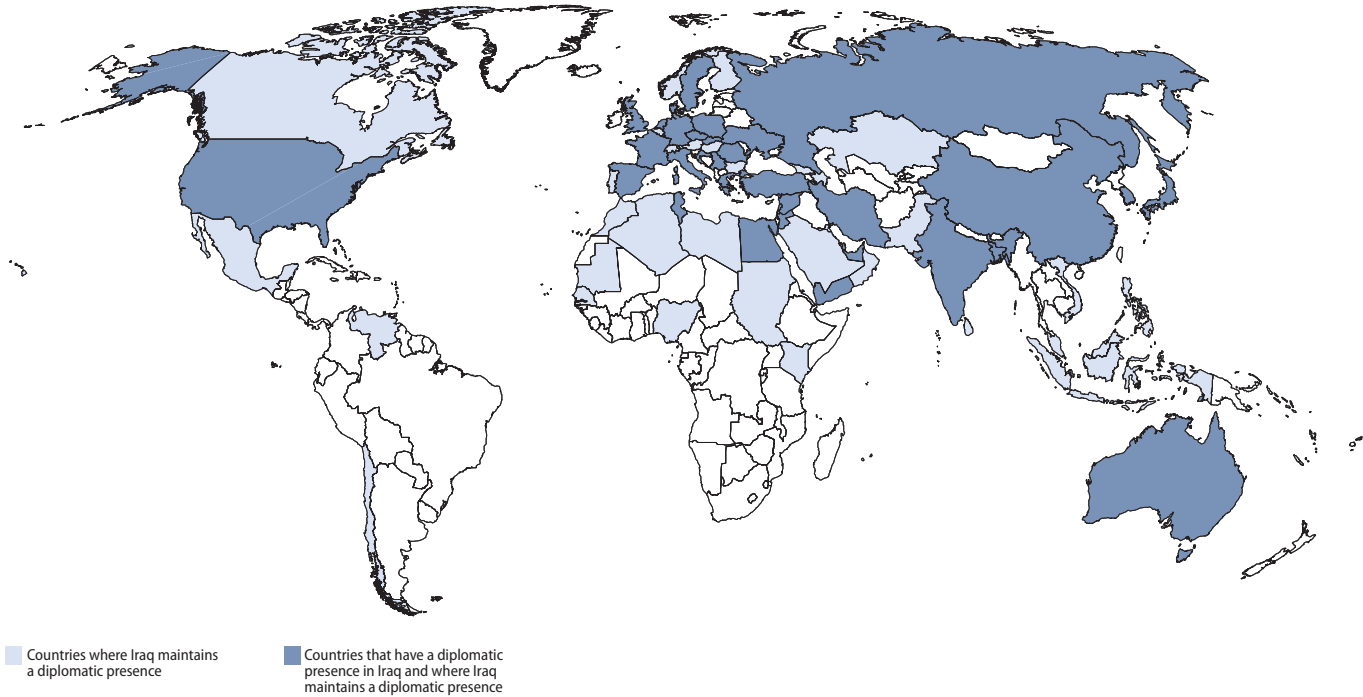 Countries where Iraq maintains
a diplomatic presence
Countries that have a diplomatic
presence in Iraq and where Iraq
maintains a diplomatic presence